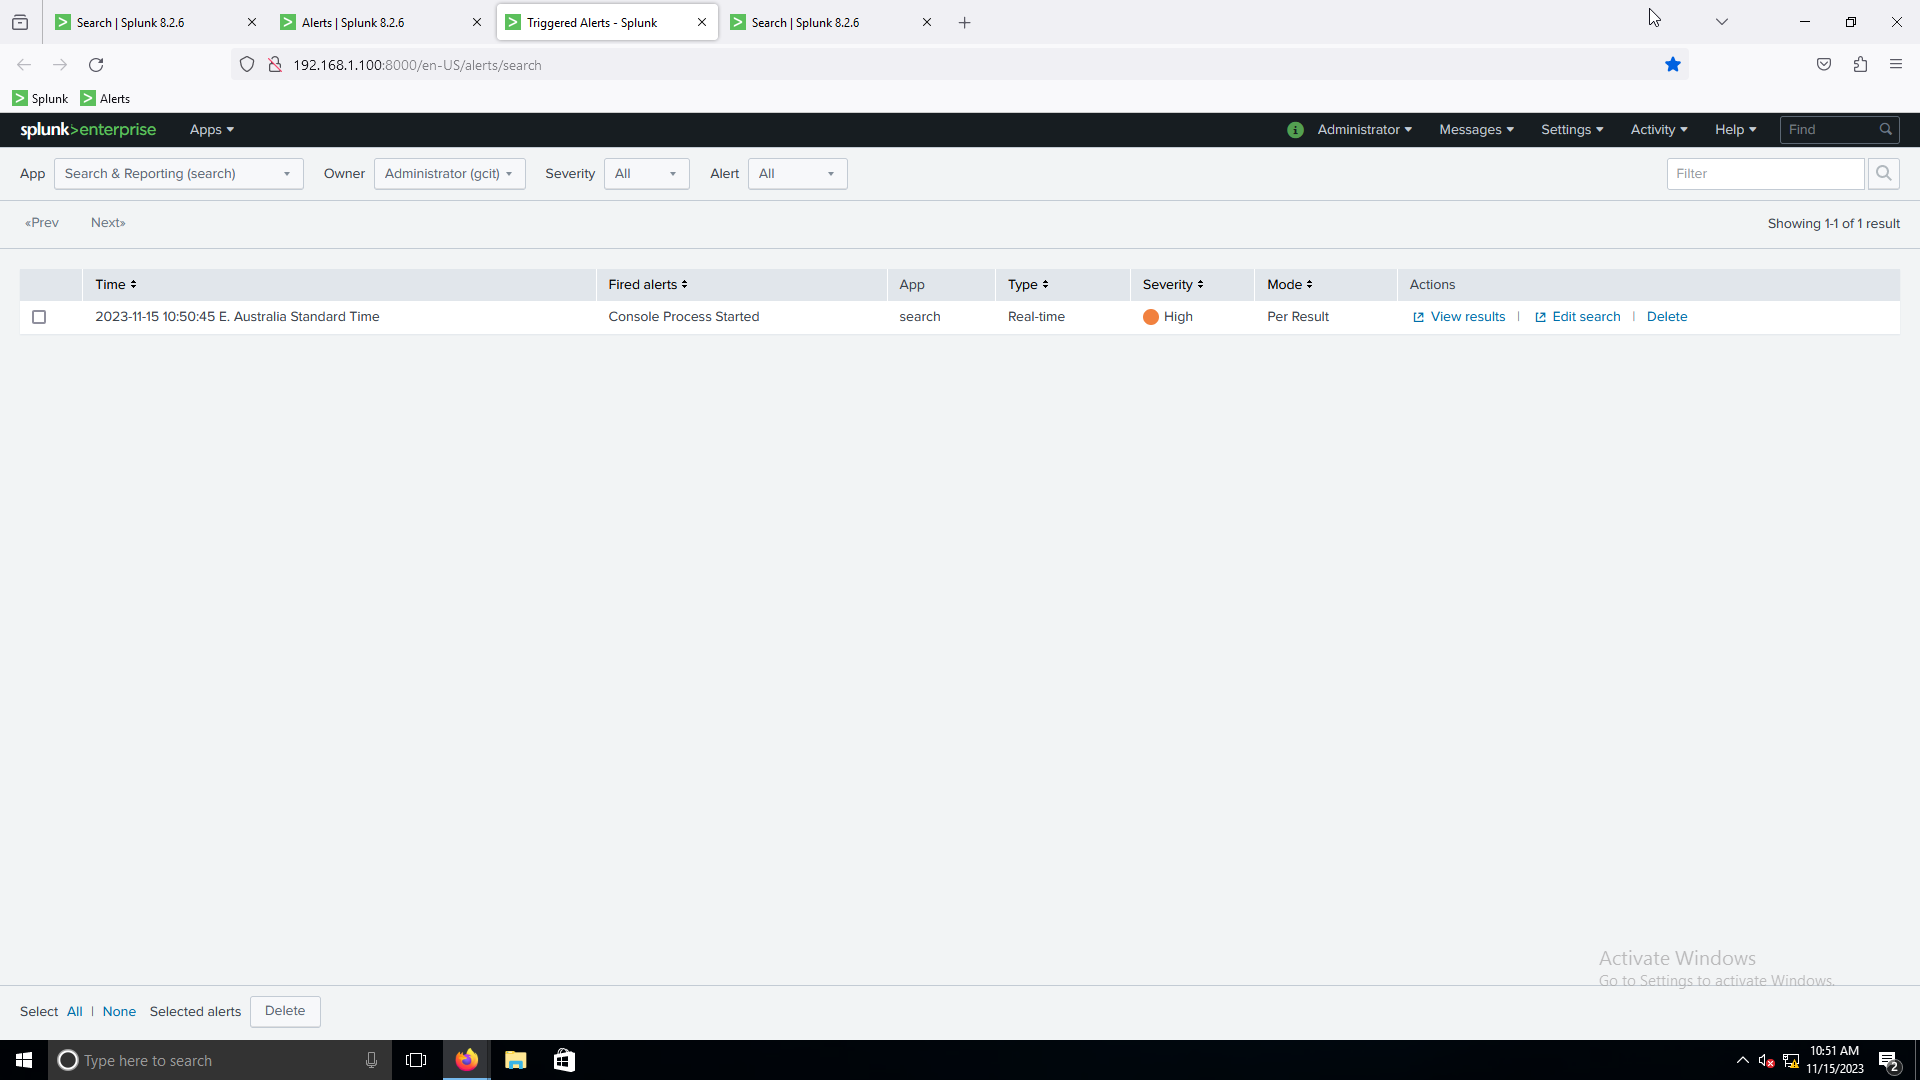 Search | Splunk 8.2.6
Alerts | Splunk 8.2.6
Triggered Alerts - Splunk
Search | Splunk 8.2.6
192.168.1.100:8000/en-US/alerts/search
Splunk
Alerts
splunk>enterprise
Apps
i
Administrator
Messages
Settings
Activity
Help
Find
App
Search & Reporting (search)
Owner
Administrator (gcit)
Severity
All
Alert
All
Filter
«Prev
Next»
Showing 1-1 of 1 result
Time
Fired alerts
App
Type
Severity
Mode
Actions
2023-11-15 10:50:45 E. Australia Standard Time
Console Process Started
search
Real-time
High
Per Result
View results | Edit search | Delete
Activate Windows
Go to Settings to activate Windows.
Select All | None Selected alerts
Delete
Type here to search
10:51 AM
11/15/2023
2